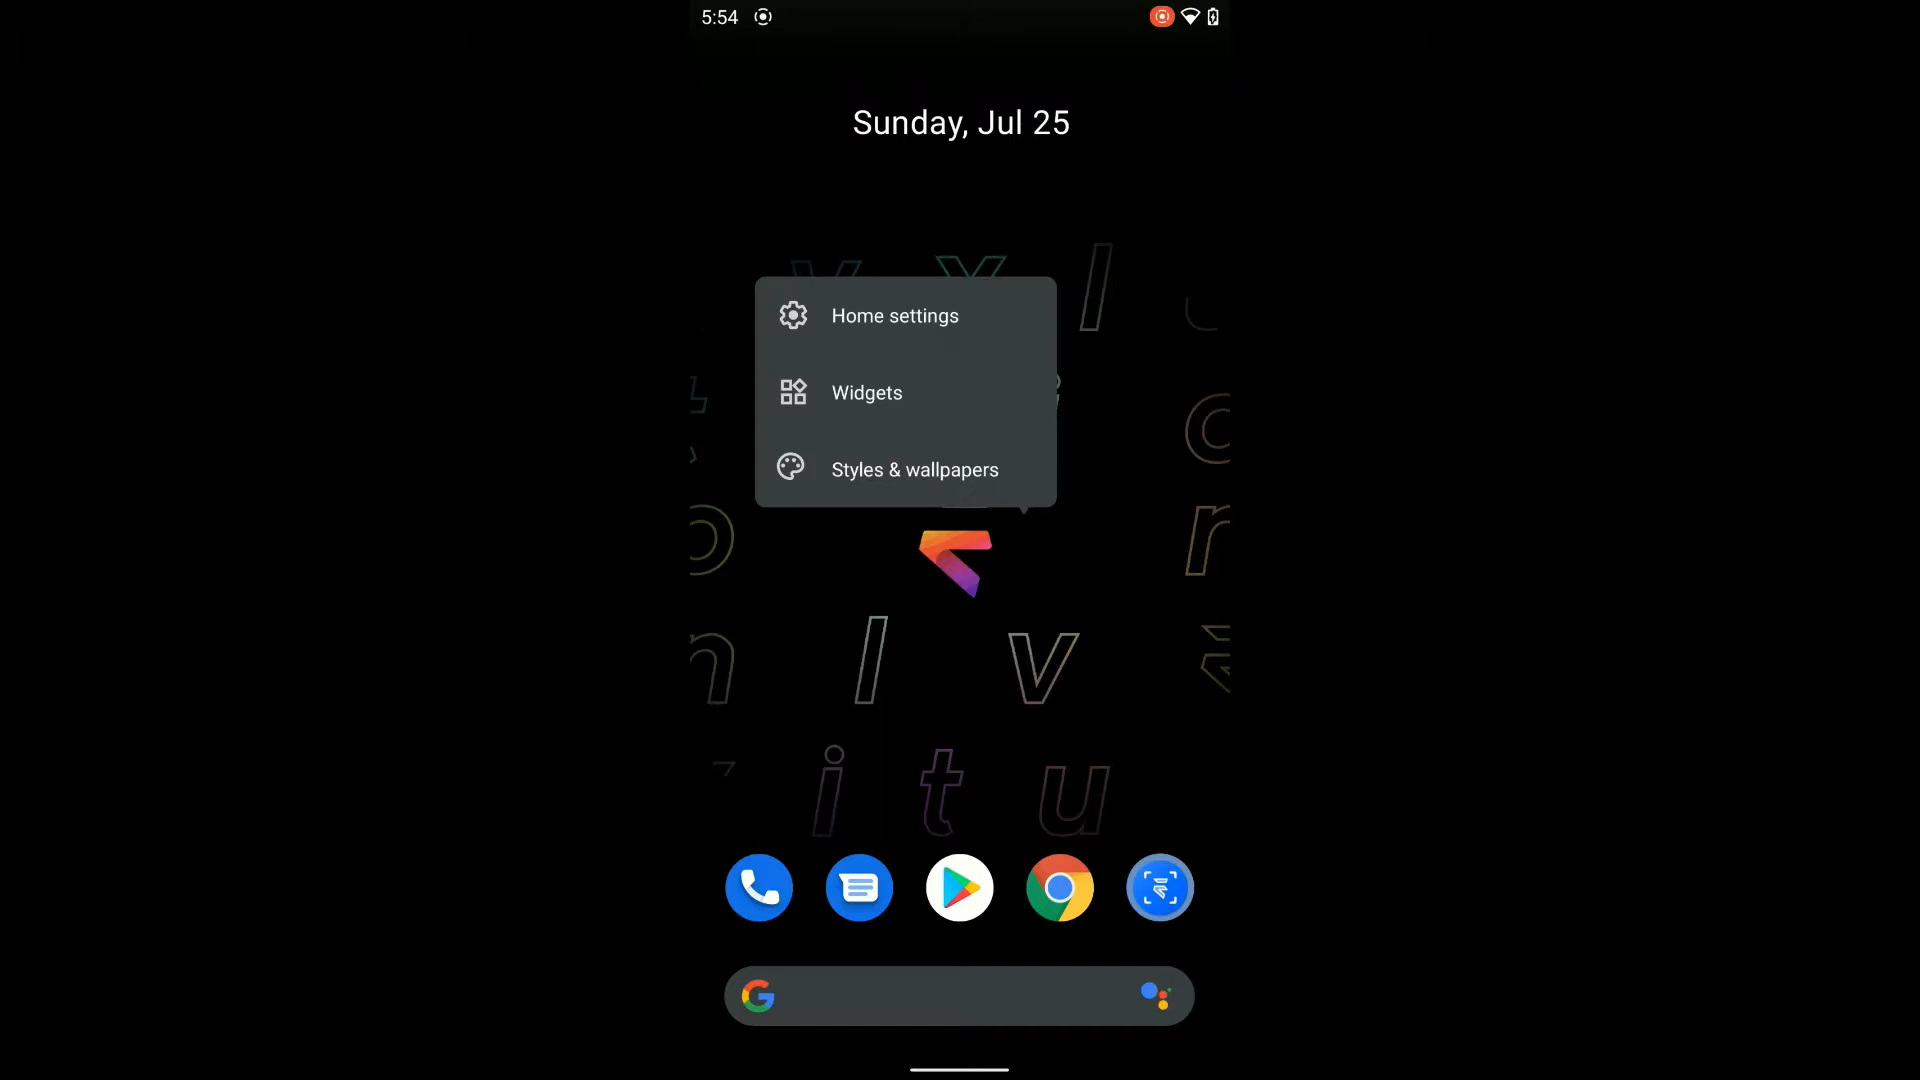 5:54
Sunday, Jul 25
v x l
Home settings
Widgets
Styles & wallpapers
i
o r
n l v
z i t u